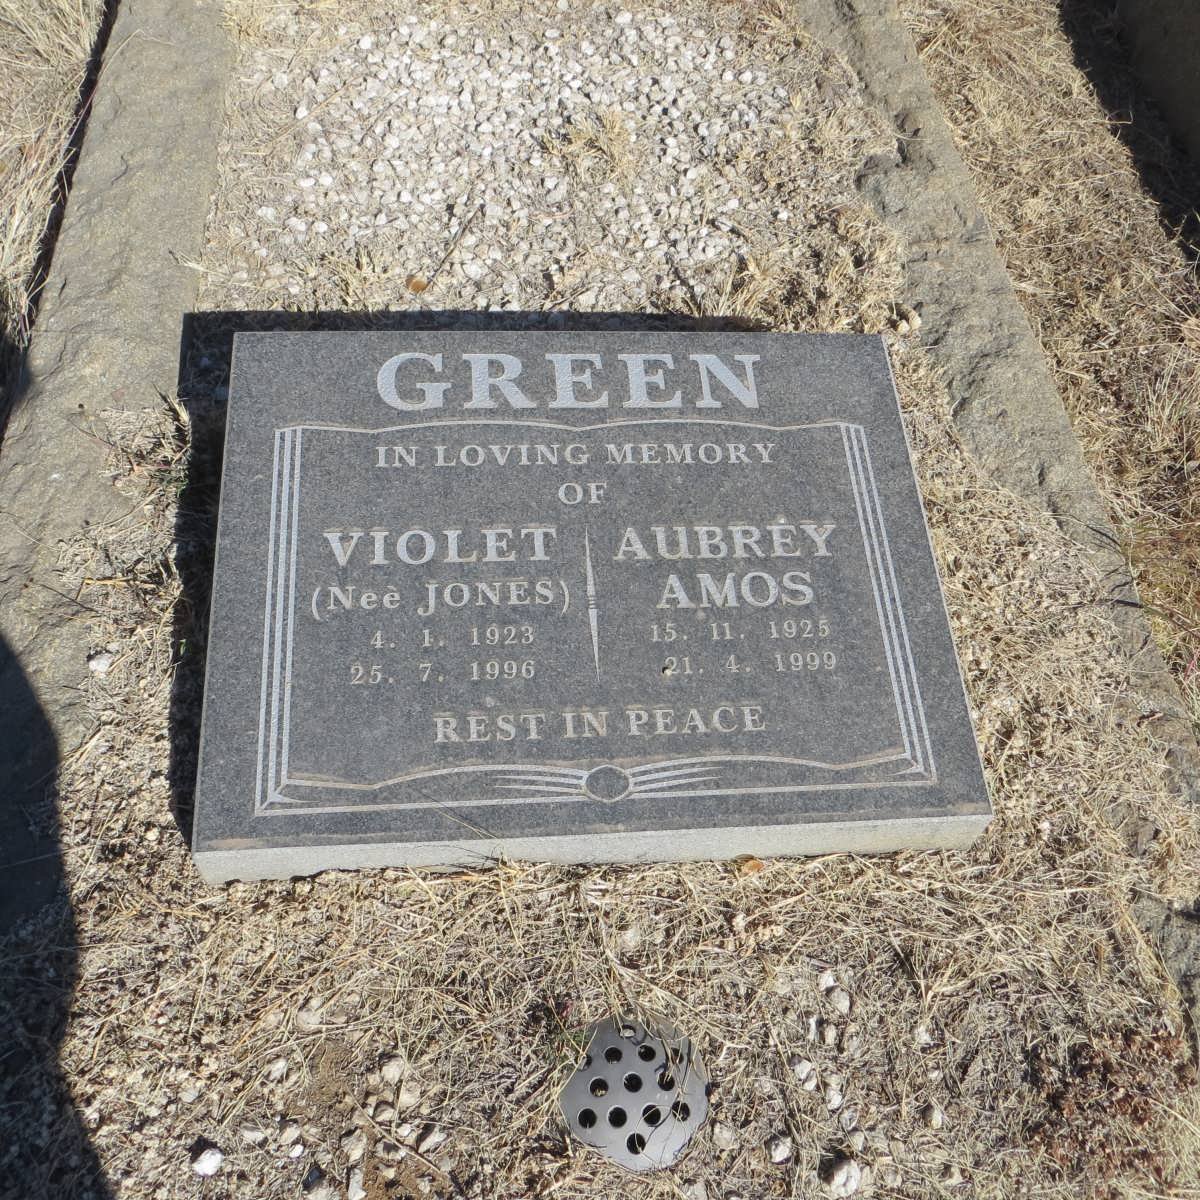 GREEN
IN LOVING MEMORY
OF
VIOLET
(Neè JONES)
4. 1. 1923
25. 7. 1996
AUBREY
AMOS
15. 11. 1925
21. 4. 1999
REST IN PEACE